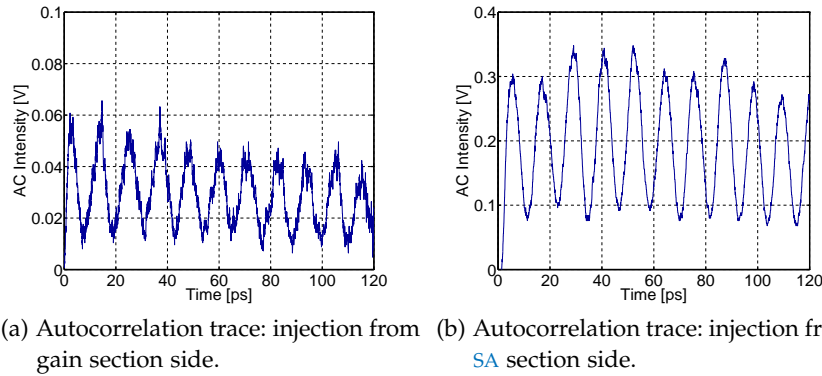 0.1
0.08
0.06
0.04
0.02
0
AC Intensity [V]
0 20 40 60 80 100 120
Time [ps]
0.4
0.3
0.2
0.1
0
AC Intensity [V]
0 20 40 60 80 100 120
Time [ps]
(a) Autocorrelation trace: injection from
gain section side.
(b) Autocorrelation trace: injection fr
SA section side.